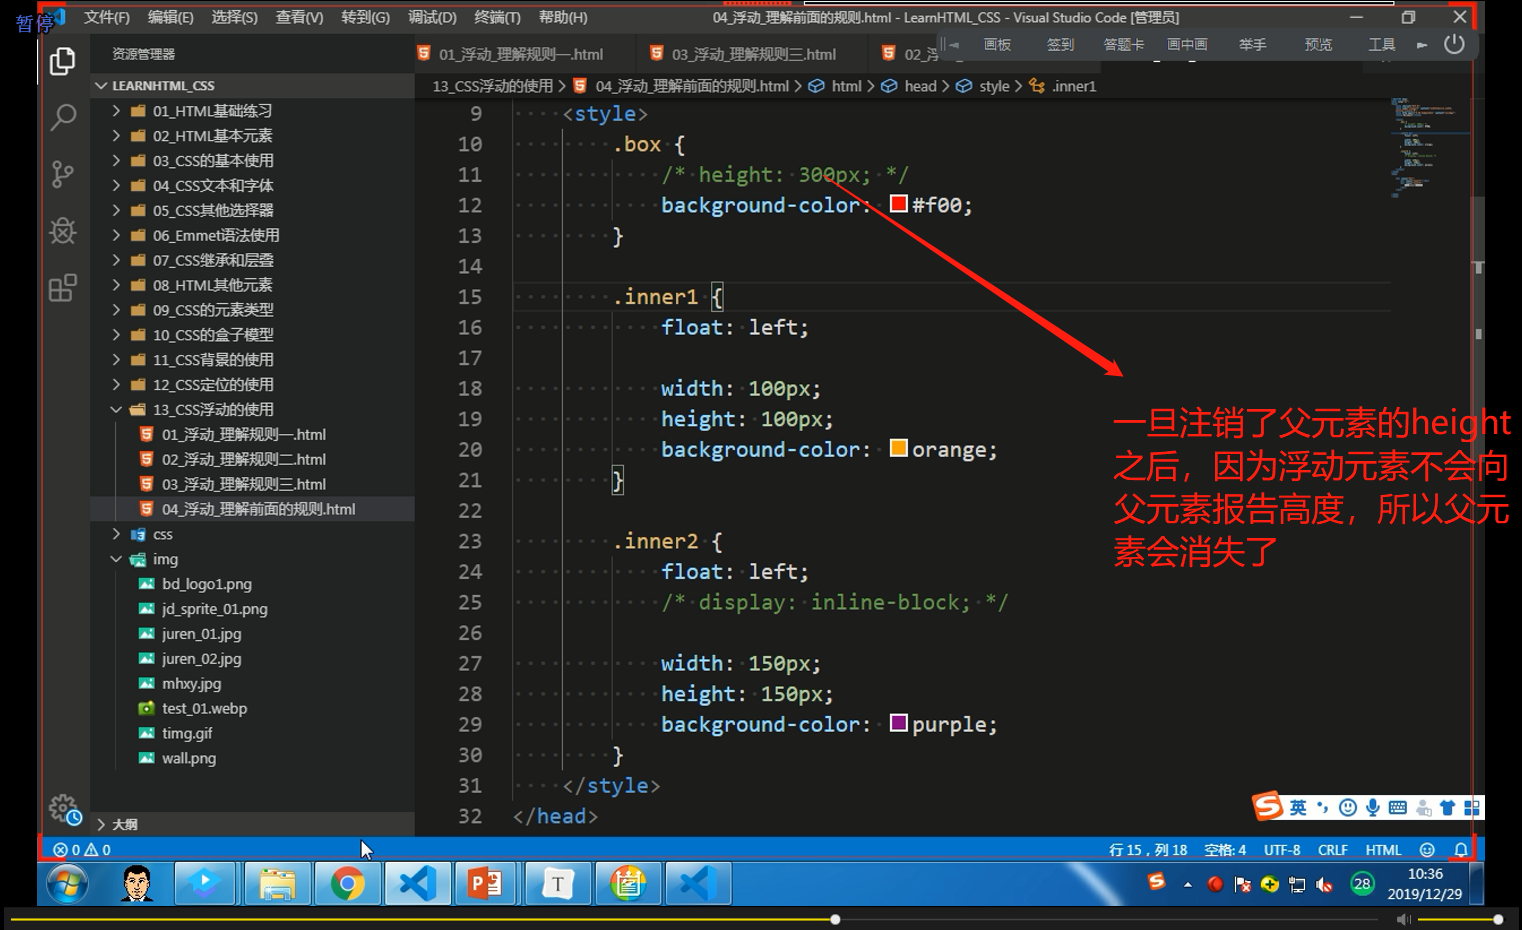 暂停
文件(F) 编辑(E) 选择(S) 查看(V) 转到(G) 调试(D) 终端(T) 帮助(H) 04_浮动_理解前面的规则.html - LearnHTML_CSS - Visual Studio Code [管理员]
画板 签到 答题卡 画中画 举手 预览 工具
资源管理器
01_浮动_理解规则一.html 03_浮动_理解规则三.html 02_浮
13_CSS浮动的使用 > 04_浮动_理解前面的规则.html > html > head > style > .inner1
LEARNHTML_CSS
01_HTML基础练习
02_HTML基本元素
03_CSS的基本使用
04_CSS文本和字体
05_CSS其他选择器
06_Emmet语法使用
07_CSS继承和层叠
08_HTML其他元素
09_CSS的元素类型
10_CSS的盒子模型
11_CSS背景的使用
12_CSS定位的使用
13_CSS浮动的使用
01_浮动_理解规则一.html
02_浮动_理解规则二.html
03_浮动_理解规则三.html
04_浮动_理解前面的规则.html
css
img
bd_logo1.png
jd_sprite_01.png
juren_01.jpg
juren_02.jpg
mhxy.jpg
test_01.webp
timg.gif
wall.png
大纲
9 <style>
10 .box {
11 /* height: 300px; */
12 background-color: #f00;
13 }
14
15 .inner1 {
16 float: left;
17
18 width: 100px;
19 height: 100px;
20 background-color: orange;
21 }
22
23 .inner2 {
24 float: left;
25 /* display: inline-block; */
26
27 width: 150px;
28 height: 150px;
29 background-color: purple;
30 }
31 </style>
32 </head>
一旦注销了父元素的height
之后，因为浮动元素不会向
父元素报告高度，所以父元
素会消失了
英
0 0 行 15，列 18 空格: 4 UTF-8 CRLF HTML
28
10:36
2019/12/29